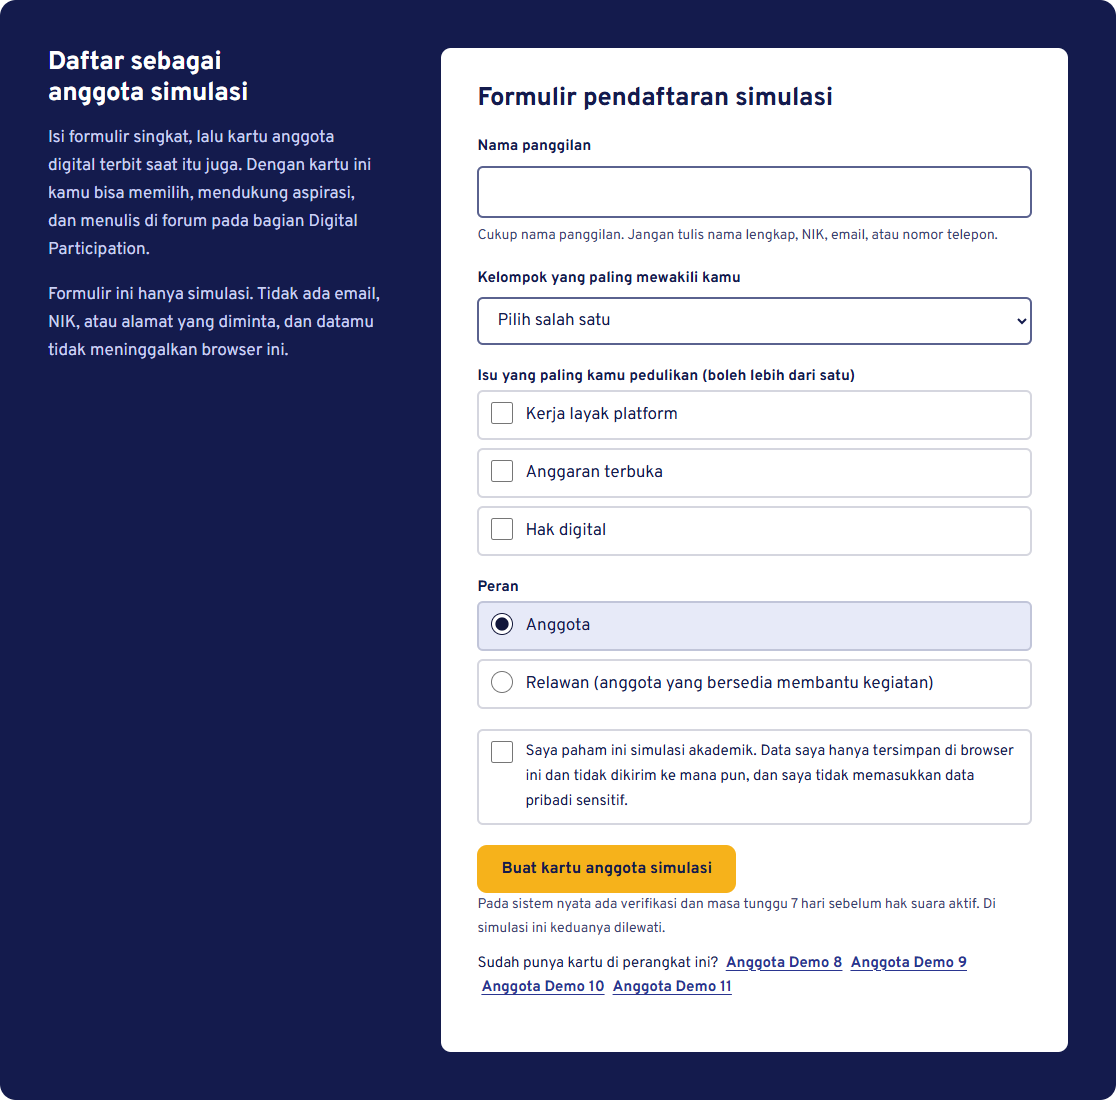 Daftar sebagai
anggota simulasi
Isi formulir singkat, lalu kartu anggota
digital terbit saat itu juga. Dengan kartu ini
kamu bisa memilih, mendukung aspirasi,
dan menulis di forum pada bagian Digital
Participation.
Formulir ini hanya simulasi. Tidak ada email,
NIK, atau alamat yang diminta, dan datamu
tidak meninggalkan browser ini.
Formulir pendaftaran simulasi
Nama panggilan
Cukup nama panggilan. Jangan tulis nama lengkap, NIK, email, atau nomor telepon.
Kelompok yang paling mewakili kamu
Pilih salah satu
Isu yang paling kamu pedulikan (boleh lebih dari satu)
Kerja layak platform
Anggaran terbuka
Hak digital
Peran
Anggota
Relawan (anggota yang bersedia membantu kegiatan)
Saya paham ini simulasi akademik. Data saya hanya tersimpan di browser
ini dan tidak dikirim ke mana pun, dan saya tidak memasukkan data
pribadi sensitif.
Buat kartu anggota simulasi
Pada sistem nyata ada verifikasi dan masa tunggu 7 hari sebelum hak suara aktif. Di
simulasi ini keduanya dilewati.
Sudah punya kartu di perangkat ini? Anggota Demo 8 Anggota Demo 9
Anggota Demo 10 Anggota Demo 11